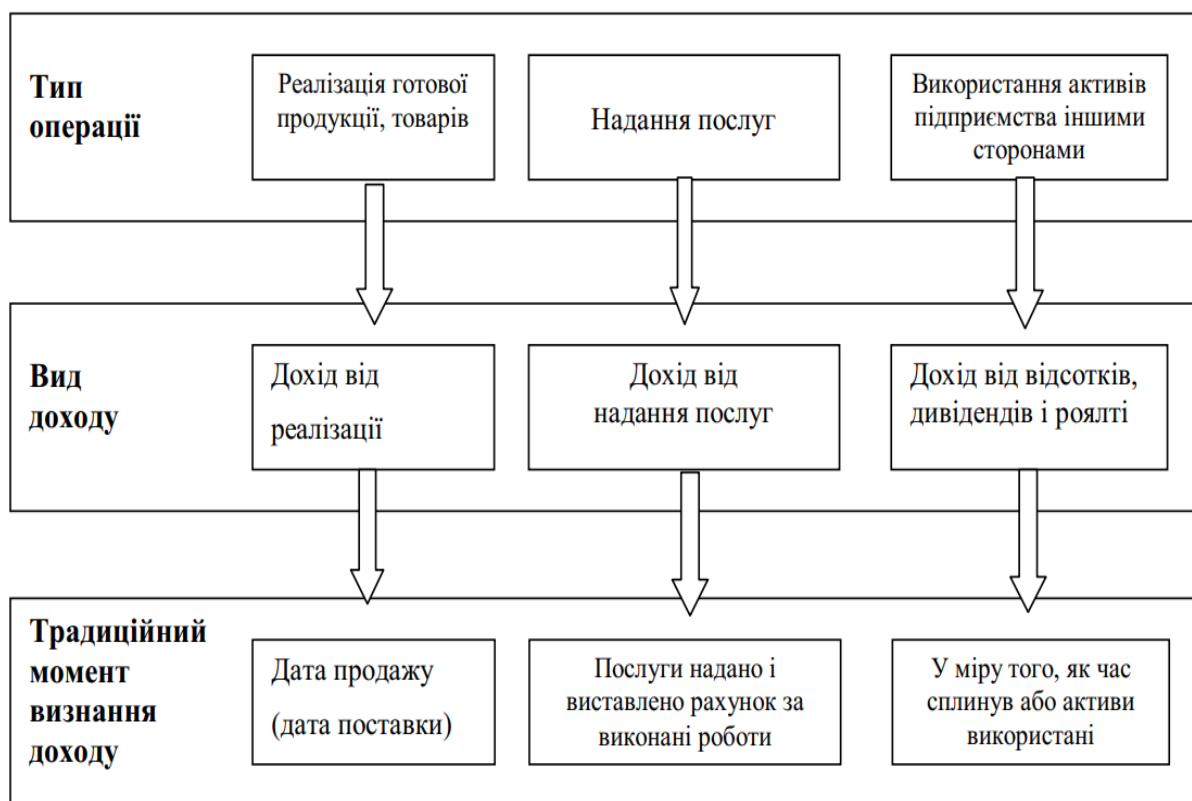 Тип
операції
Реалізація готової
продукції, товарів
Надання послуг
Використання активів
підприємства іншими
сторонами
Вид
доходу
Дохід від
реалізації
Дохід від
надання послуг
Дохід від відсотків,
дивідендів і роялті
Традиційний
момент
визнання
доходу
Дата продажу
(дата поставки)
Послуги надано і
виставлено рахунок за
виконані роботи
У міру того, як час
сплинув або активи
використані